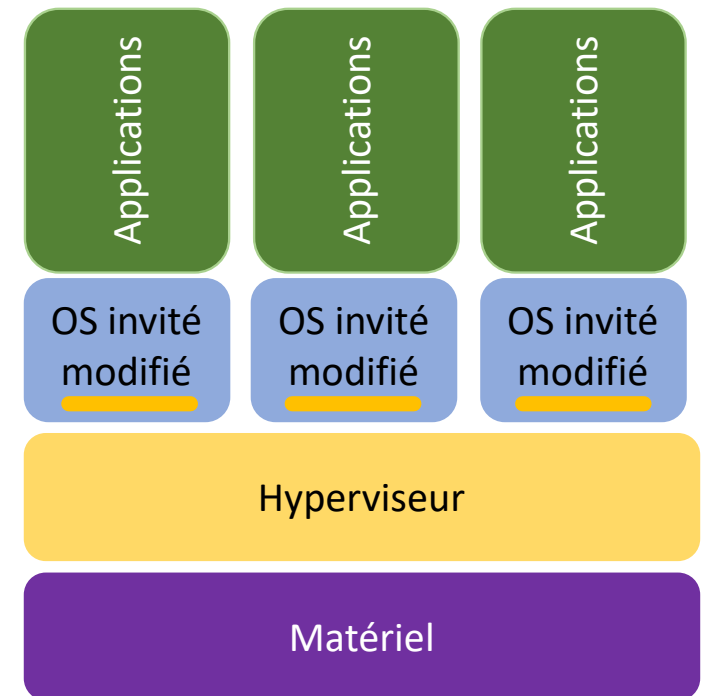 Applications
Applications
Applications
OS invité
modifié
OS invité
modifié
OS invité
modifié
Hyperviseur
Matériel